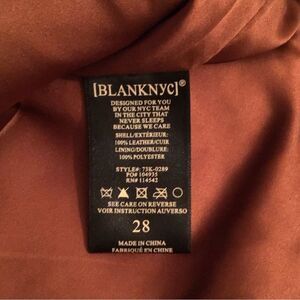 [BLANKNYC]®
DESIGNED FOR YOU
BY OUR NYC TEAM
IN THE CITY THAT
NEVER SLEEPS
BECAUSE WE CARE
SHELL/EXTÉRIEUR:
100% LEATHER/CUIR
LINING/DOUBLURE:
100% POLYESTER
STYLE#: 73K-0289
PO# 104935
RN# 114542
SEE CARE ON REVERSE
VOIR INSTRUCTION AUVERSO
28
MADE IN CHINA
FABRIQUÉ EN CHINE